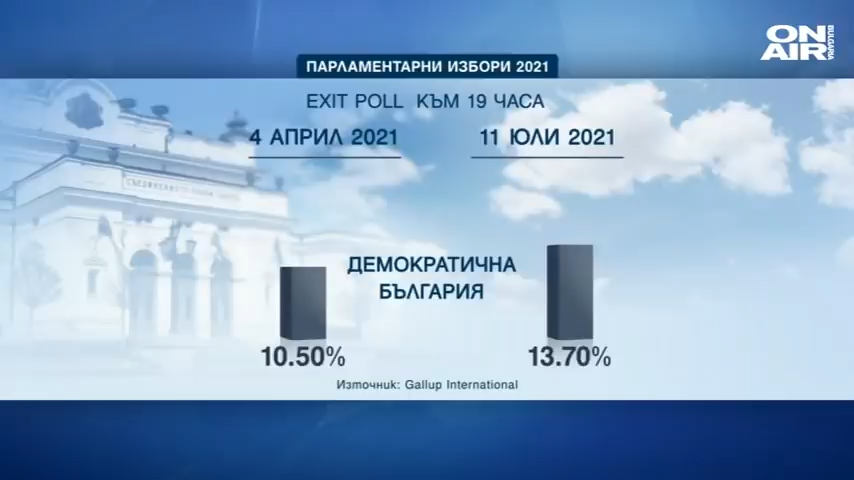 ON
AIR
BULGARIA
ПАРЛАМЕНТАРНИ ИЗБОРИ 2021
EXIT POLL КЪМ 19 ЧАСА
4 АПРИЛ 2021
11 ЮЛИ 2021
ДЕМОКРАТИЧНА
БЪЛГАРИЯ
10.50%
13.70%
Източник: Gallup International